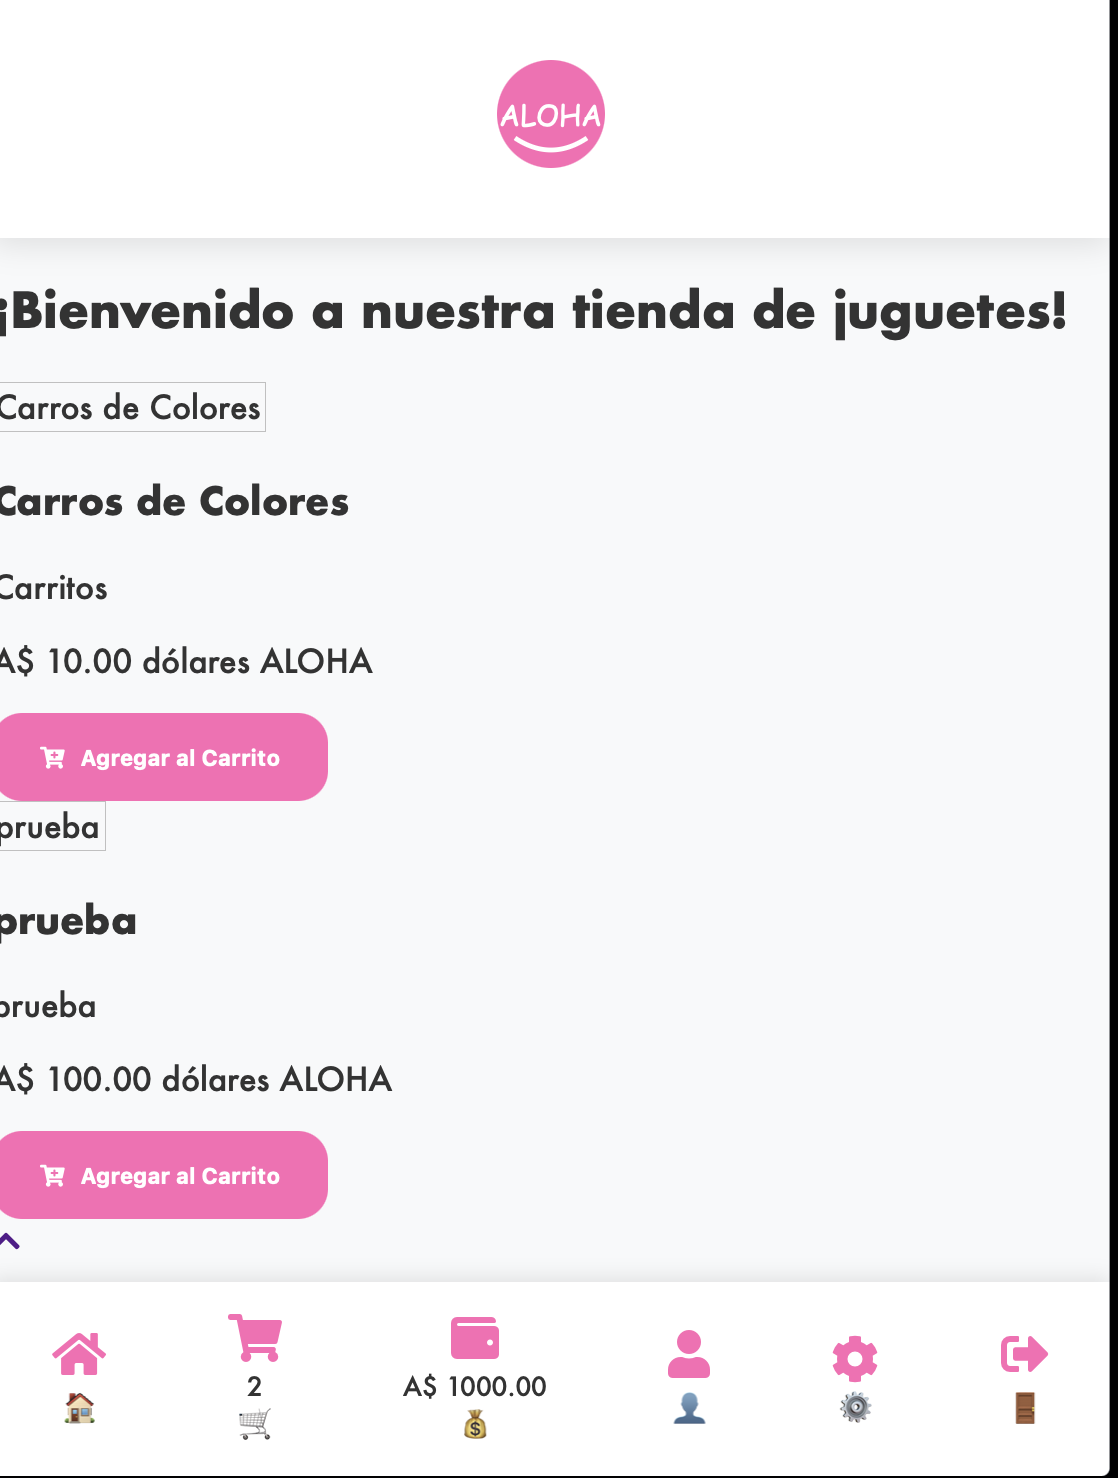 ALOHA
¡Bienvenido a nuestra tienda de juguetes!
Carros de Colores
Carros de Colores
Carritos
A$ 10.00 dólares ALOHA
Agregar al Carrito
prueba
prueba
prueba
A$ 100.00 dólares ALOHA
Agregar al Carrito
2
A$ 1000.00